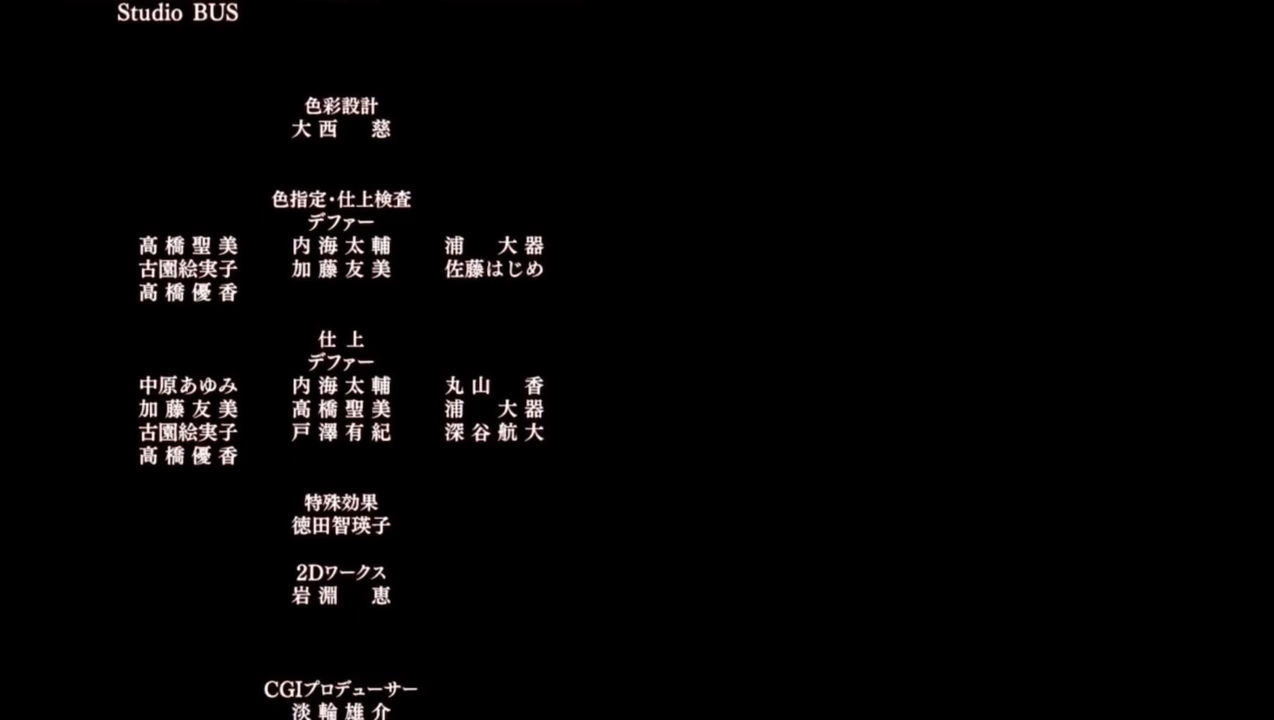 Studio BUS
色彩設計
大西 慈
色指定・仕上検査
デファー
高橋聖美 内海太輔 浦 大器
古園絵実子 加藤友美 佐藤はじめ
高橋優香
仕上
デファー
中原あゆみ 内海太輔 丸山 香
加藤友美 高橋聖美 浦 大器
古園絵実子 戸澤有紀 深谷航大
高橋優香
特殊効果
徳田智瑛子
2Dワークス
岩淵 恵
CGIプロデューサー
淡輪雄介